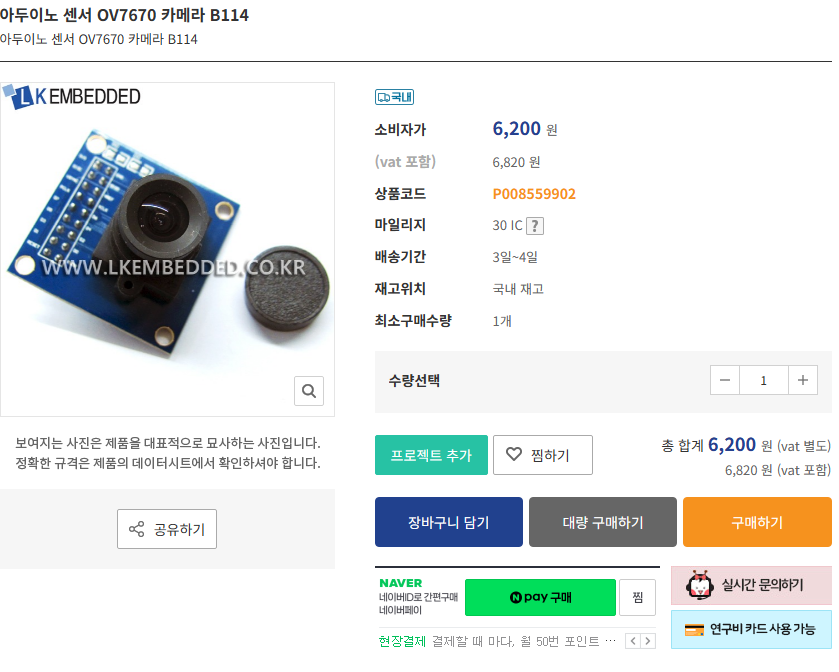 아두이노 센서 OV7670 카메라 B114
아두이노 센서 OV7670 카메라 B114
LK EMBEDDED
WWW.LKEMBEDDED.CO.KR
보여지는 사진은 제품을 대표적으로 묘사하는 사진입니다.
정확한 규격은 제품의 데이터시트에서 확인하셔야 합니다.
공유하기
국내
소비자가 6,200 원
(vat 포함) 6,820 원
상품코드 P008559902
마일리지 30 IC ?
배송기간 3일~4일
재고위치 국내 재고
최소구매수량 1개
수량선택 － 1 ＋
프로젝트 추가 찜하기 총 합계 6,200 원 (vat 별도)
6,820 원 (vat 포함)
장바구니 담기 대량 구매하기 구매하기
NAVER
네이버ID로 간편구매
네이버페이
N pay 구매 찜
현장결제 결제할 때 마다, 월 50번 포인트 ···
실시간 문의하기
연구비 카드 사용 가능